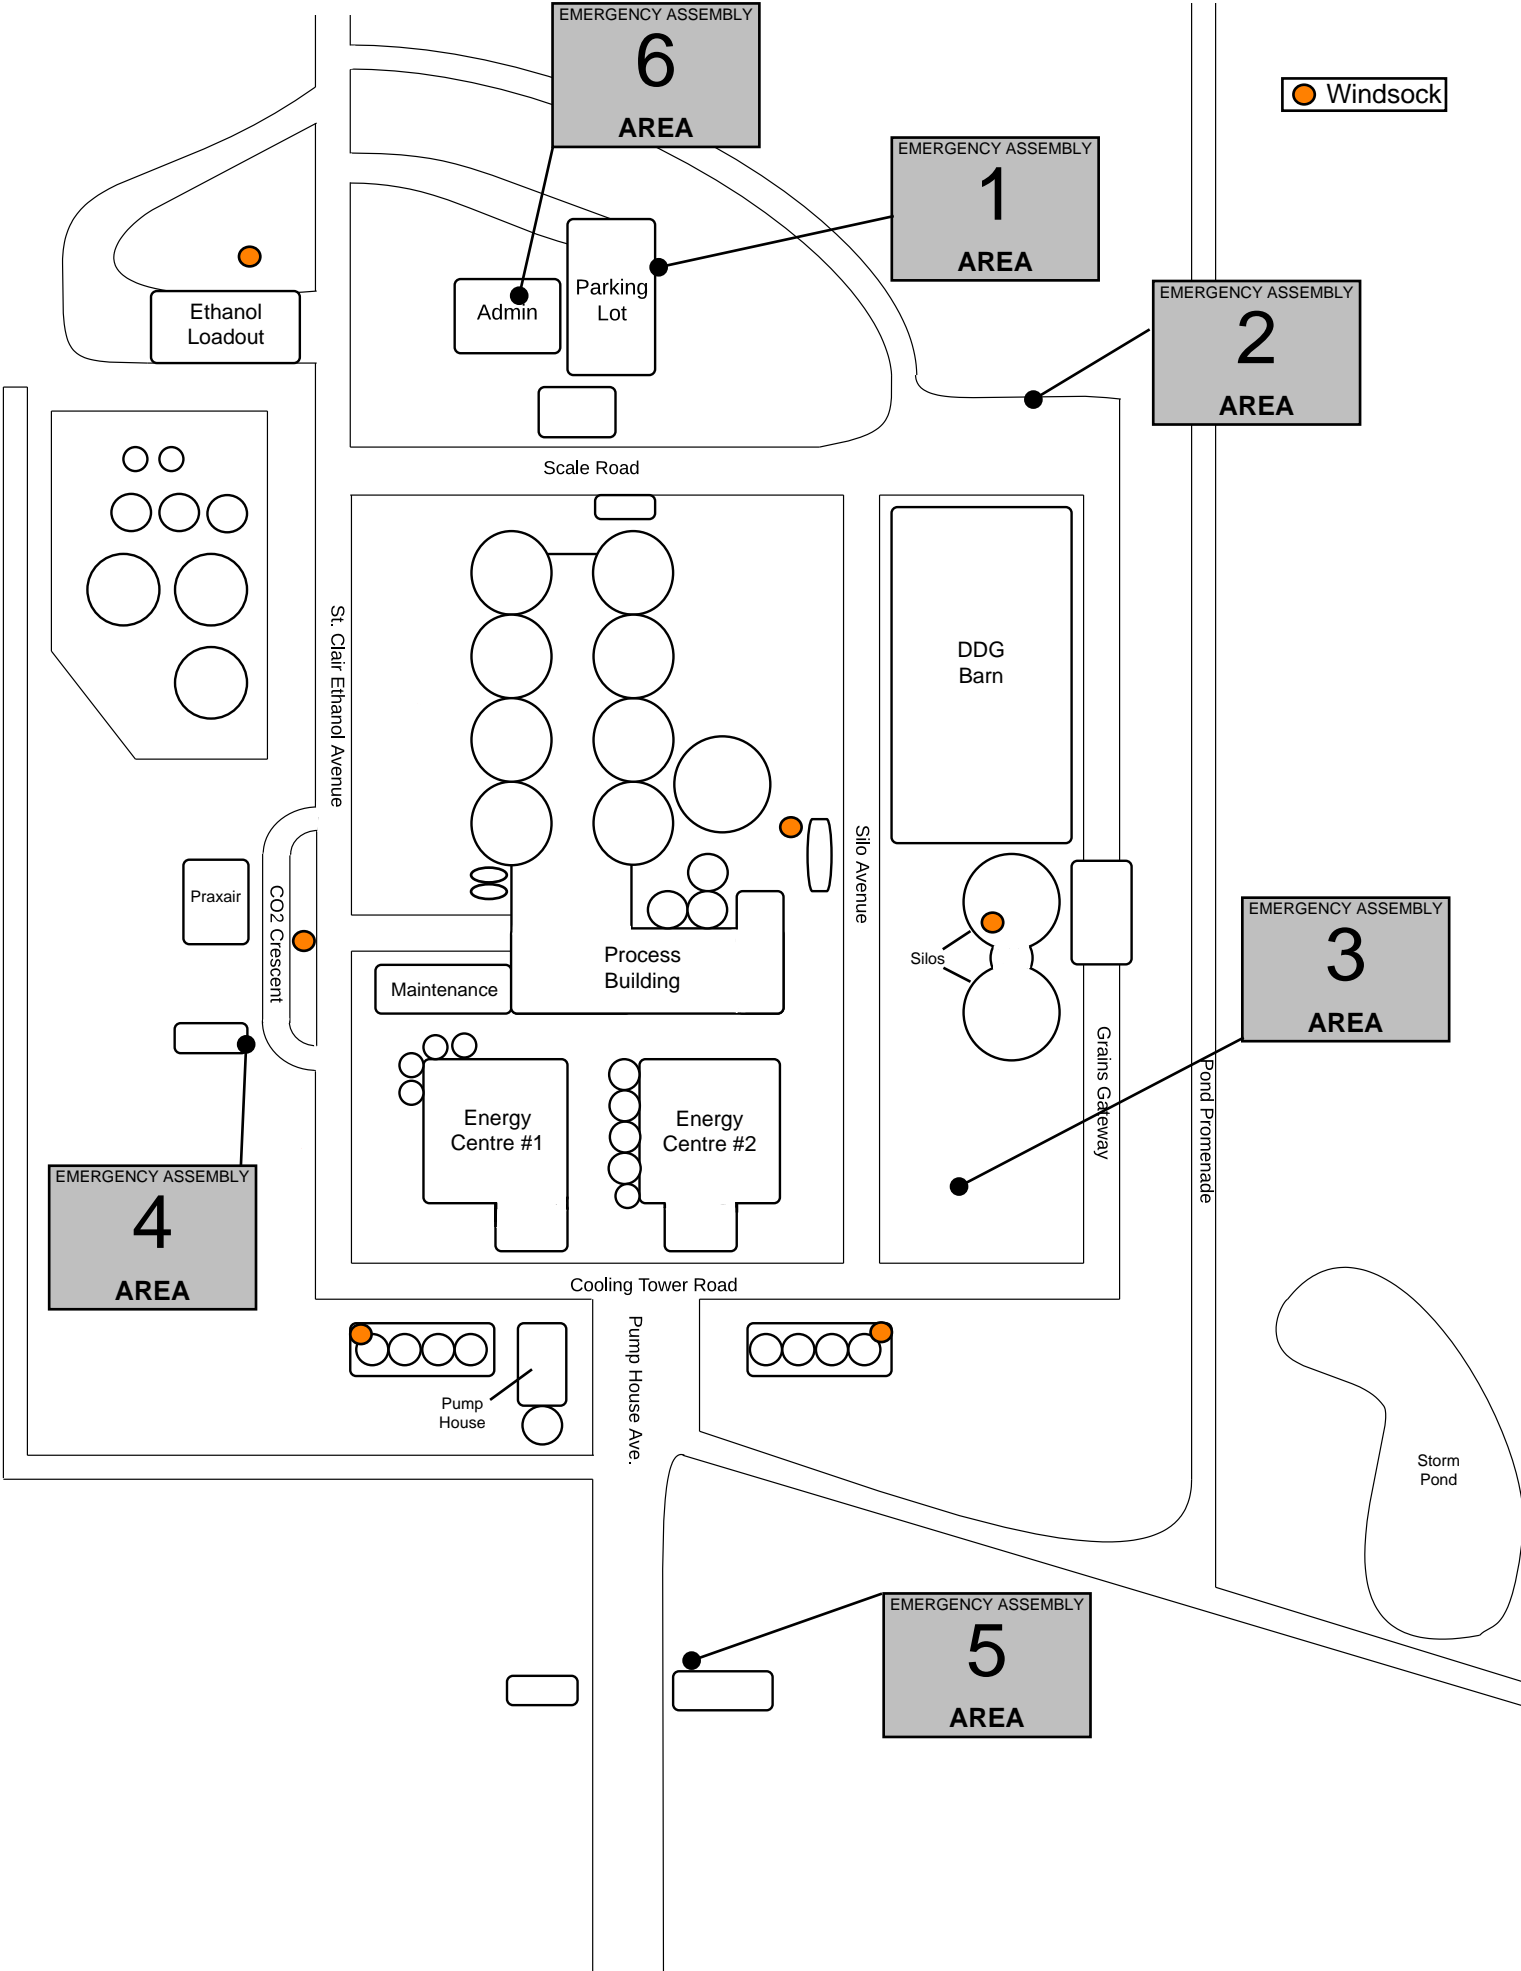 EMERGENCY ASSEMBLY
6
AREA
Windsock
EMERGENCY ASSEMBLY
1
AREA
EMERGENCY ASSEMBLY
2
AREA
Ethanol
Loadout
Admin
Parking
Lot
Scale Road
St. Clair Ethanol Avenue
DDG
Barn
Silo Avenue
Praxair
CO2 Crescent
Process
Building
Maintenance
Silos
EMERGENCY ASSEMBLY
3
AREA
Grains Gateway
Pond Promenade
Energy
Centre #1
Energy
Centre #2
EMERGENCY ASSEMBLY
4
AREA
Cooling Tower Road
Pump House Ave.
Pump
House
Storm
Pond
EMERGENCY ASSEMBLY
5
AREA